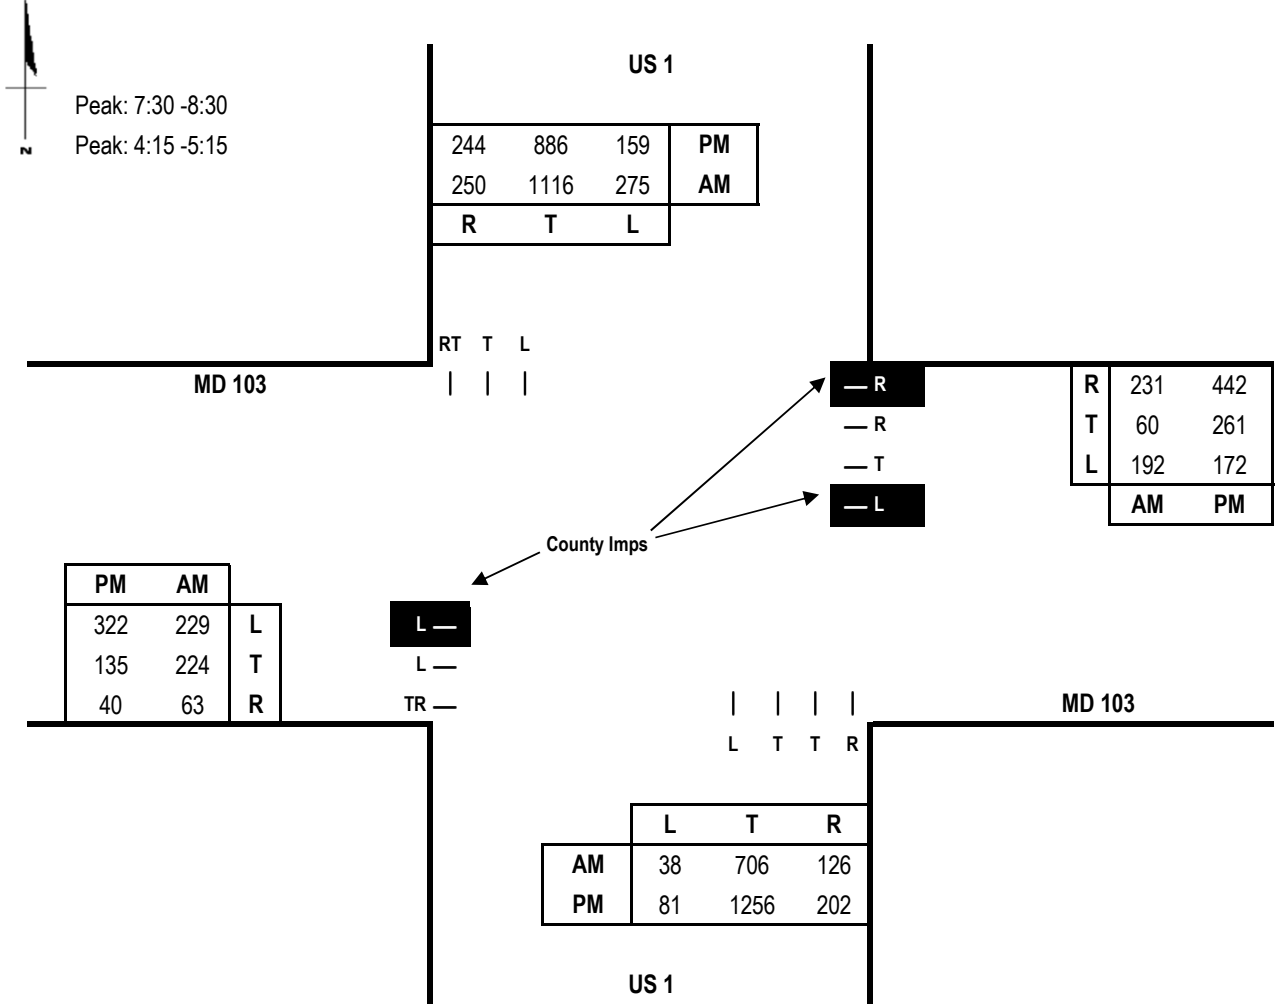 US 1
Peak: 7:30 -8:30
Peak: 4:15 -5:15
N
244 886 159 PM
250 1116 275 AM
R T L
RT T L
MD 103
R
R
T
L
R 231 442
T 60 261
L 192 172
AM PM
County Imps
PM AM
322 229 L
135 224 T
40 63 R
L
L
TR
L T T R
MD 103
L T R
AM 38 706 126
PM 81 1256 202
US 1